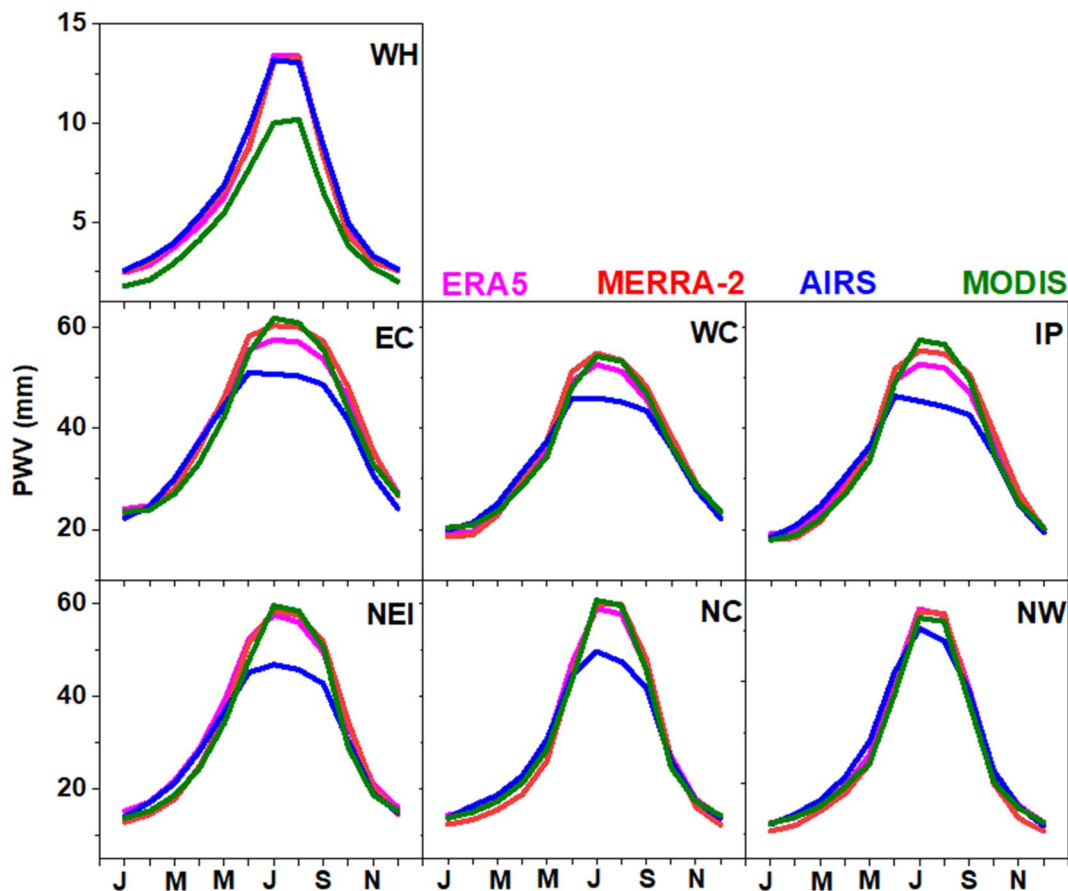 15
WH
10
5
ERA5 MERRA-2 AIRS MODIS
60 EC WC IP
40
20
PWV (mm)
60 NEI NC NW
40
20
J M M J S N J M M J S N J M M J S N